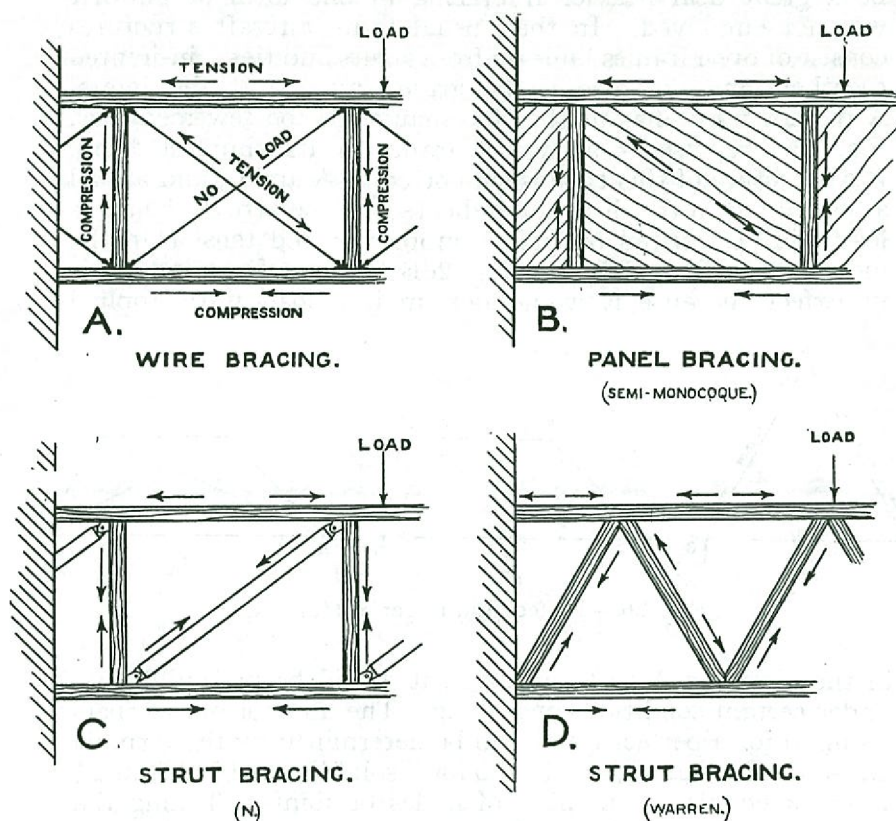 LOAD
TENSION
COMPRESSION
NO LOAD
TENSION
COMPRESSION
COMPRESSION
A.
WIRE BRACING.
LOAD
B.
PANEL BRACING.
(SEMI-MONOCOQUE.)
LOAD
C
STRUT BRACING.
(N.)
LOAD
D.
STRUT BRACING.
(WARREN.)